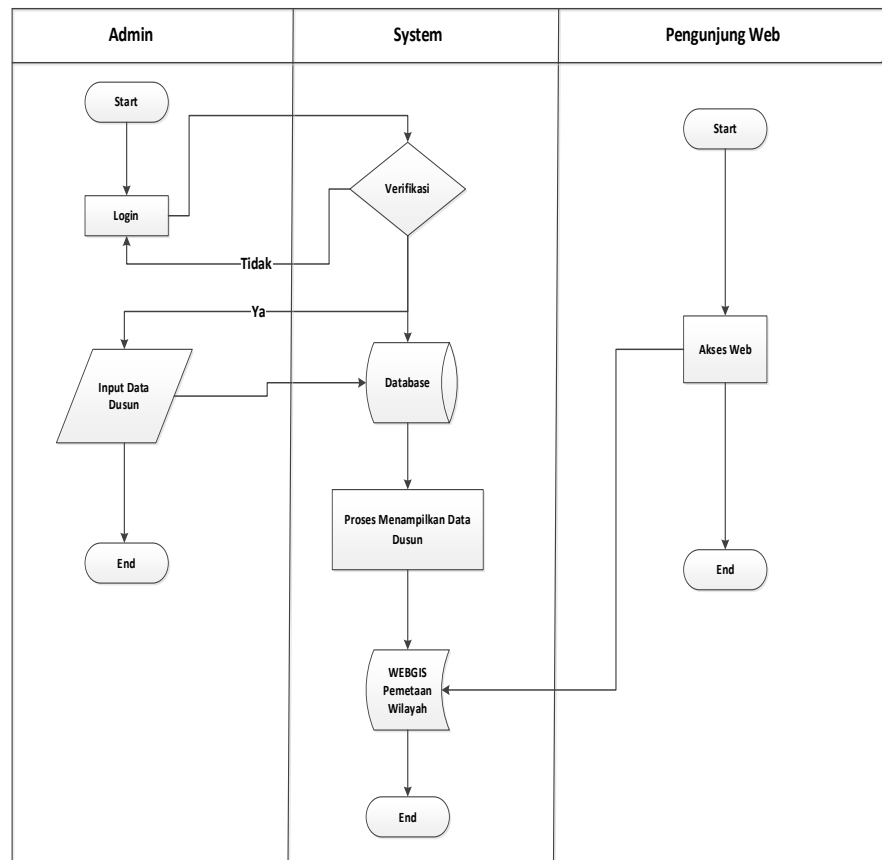 Admin
System
Pengunjung Web
Start
Login
Verifikasi
Tidak
Ya
Input Data
Dusun
End
Database
Proses Menampilkan Data
Dusun
WEBGIS
Pemetaan
Wilayah
End
Start
Akses Web
End